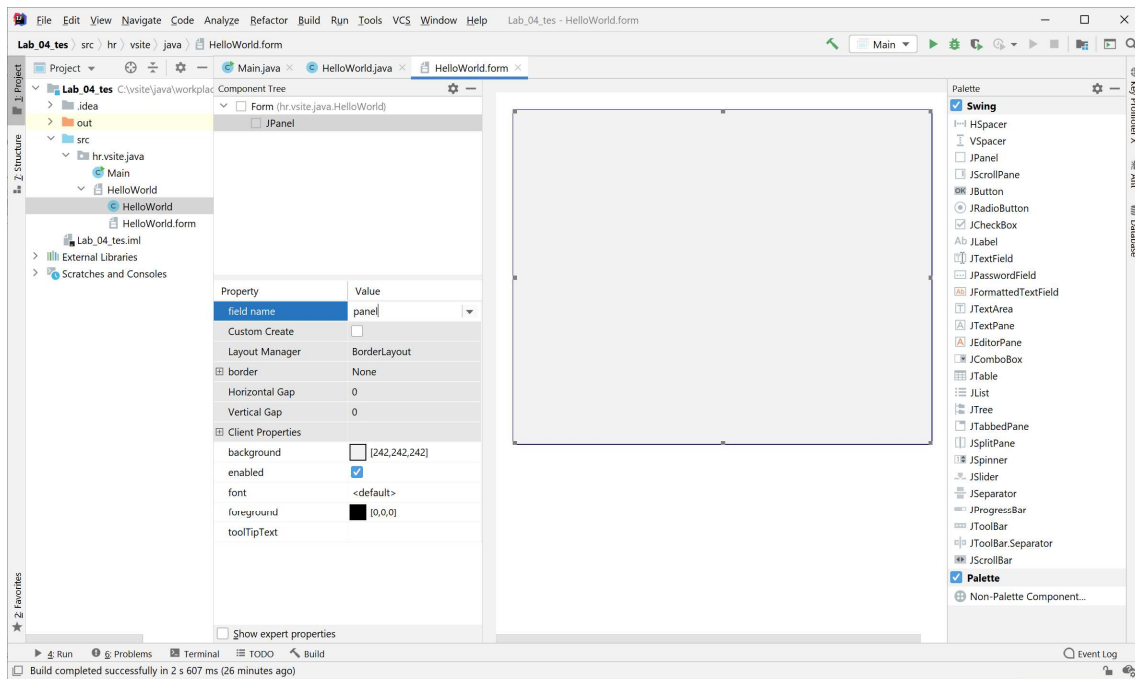 File Edit View Navigate Code Analyze Refactor Build Run Tools VCS Window Help Lab_04_tes - HelloWorld.form
Lab_04_tes src hr vsite java HelloWorld.form Main
Project Main.java HelloWorld.java HelloWorld.form
1: Project
7: Structure
2: Favorites
Lab_04_tes C:\vsite\java\workplac
.idea
out
src
hr.vsite.java
Main
HelloWorld
HelloWorld
HelloWorld.form
Lab_04_tes.iml
External Libraries
Scratches and Consoles
Component Tree
Form (hr.vsite.java.HelloWorld)
JPanel
Property Value
field name panel
Custom Create
Layout Manager BorderLayout
border None
Horizontal Gap 0
Vertical Gap 0
Client Properties
background [242,242,242]
enabled
font <default>
foreground [0,0,0]
toolTipText
Show expert properties
Palette
Swing
HSpacer
VSpacer
JPanel
JScrollPane
OK JButton
JRadioButton
JCheckBox
Ab JLabel
JTextField
JPasswordField
JFormattedTextField
JTextArea
JTextPane
JEditorPane
JComboBox
JTable
JList
JTree
JTabbedPane
JSplitPane
JSpinner
JSlider
JSeparator
JProgressBar
JToolBar
JToolBar.Separator
JScrollBar
Palette
Non-Palette Component...
Key Promoter X
Ant
Database
4: Run 6: Problems Terminal TODO Build Event Log
Build completed successfully in 2 s 607 ms (26 minutes ago)